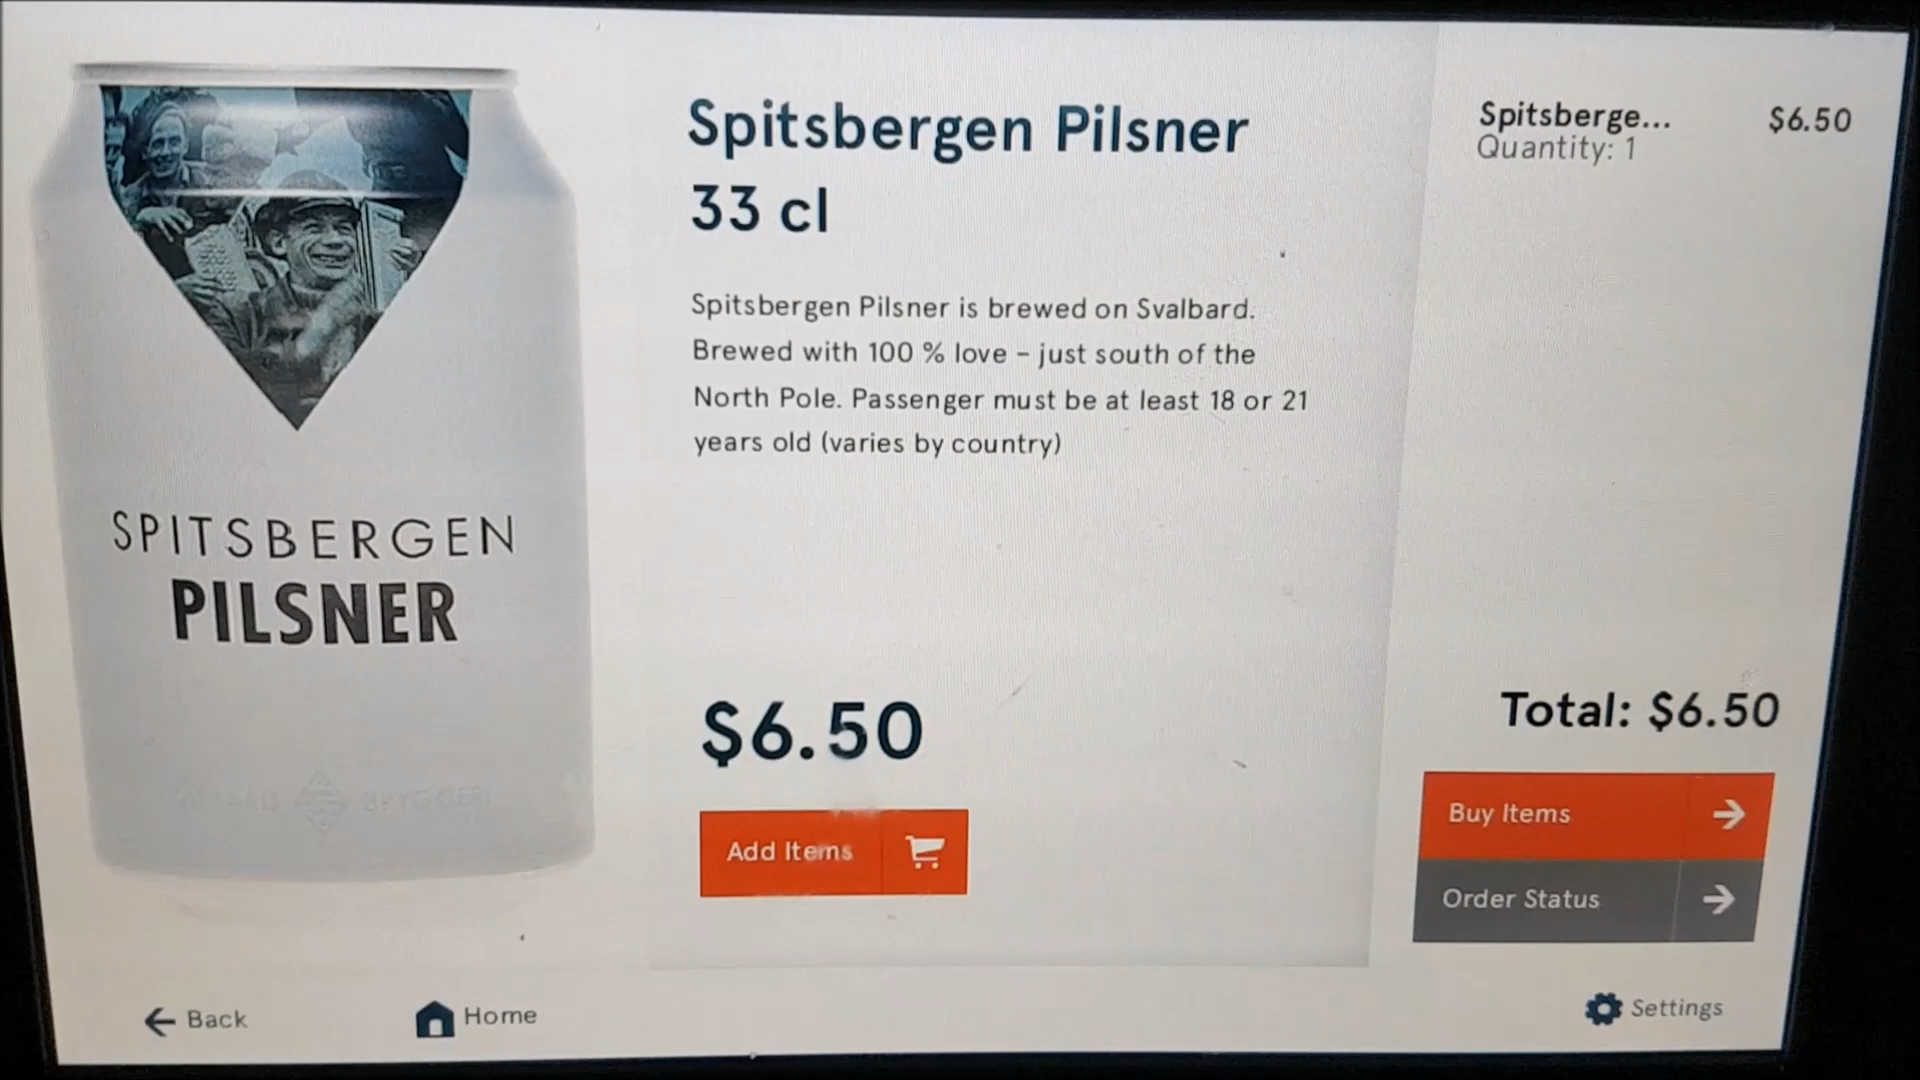 SPITSBERGEN
PILSNER
Spitsbergen Pilsner
33 cl
Spitsbergen Pilsner is brewed on Svalbard.
Brewed with 100 % love – just south of the
North Pole. Passenger must be at least 18 or 21
years old (varies by country)
$6.50
Add Items
Spitsberge... $6.50
Quantity: 1
Total: $6.50
Buy Items
Order Status
Back
Home
Settings